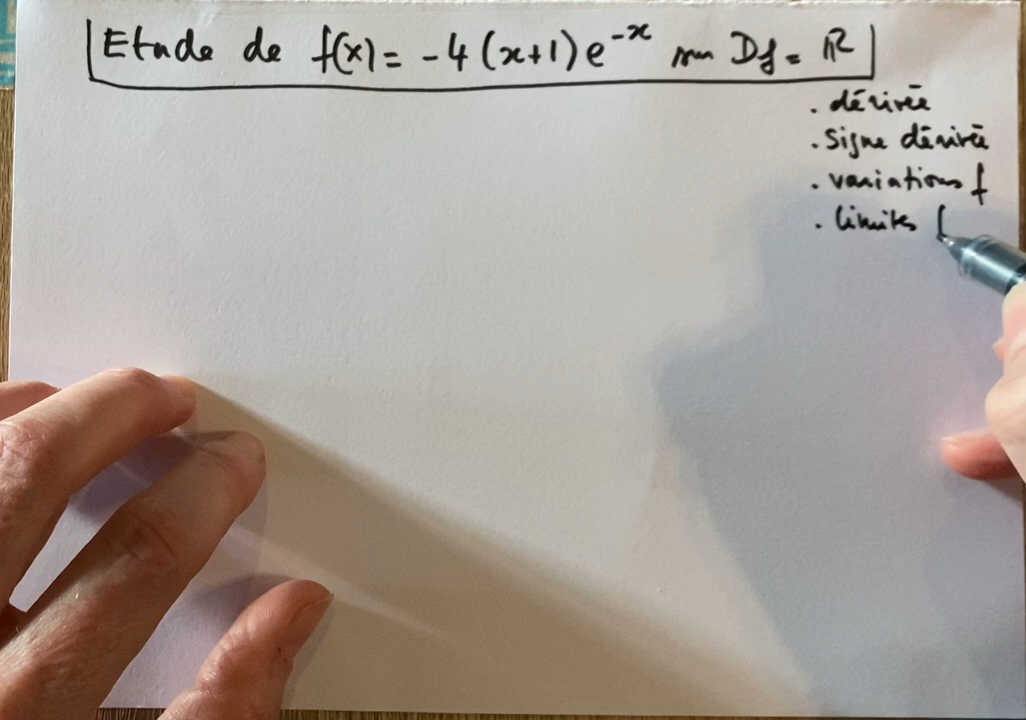 Etude de f(x) = -4 (x+1) e^{-x} sur Df = ℝ
. dérivée
. Signe dérivée
. variations f
. limites